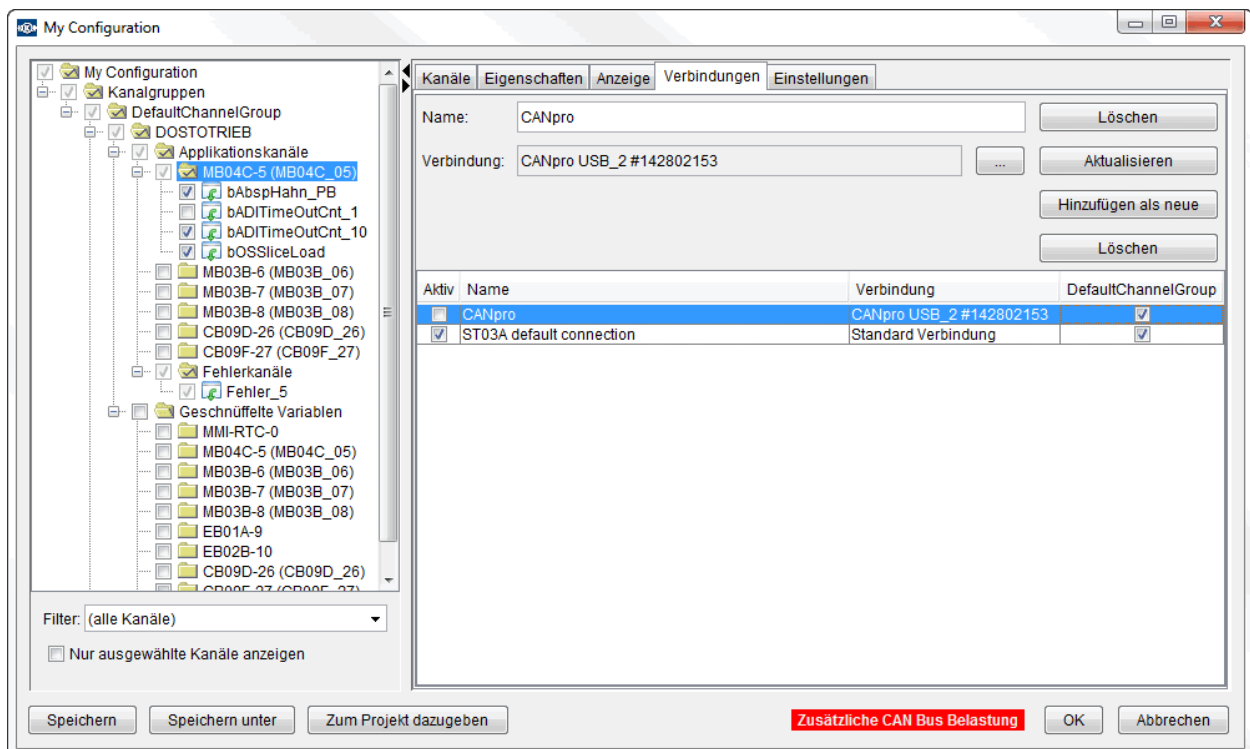 My Configuration
My Configuration
Kanalgruppen
DefaultChannelGroup
DOSTOTRIEB
Applikationskanäle
MB04C-5 (MB04C_05)
bAbspHahn_PB
bADITimeOutCnt_1
bADITimeOutCnt_10
bOSSliceLoad
MB03B-6 (MB03B_06)
MB03B-7 (MB03B_07)
MB03B-8 (MB03B_08)
CB09D-26 (CB09D_26)
CB09F-27 (CB09F_27)
Fehlerkanäle
Fehler_5
Geschnüffelte Variablen
MMI-RTC-0
MB04C-5 (MB04C_05)
MB03B-6 (MB03B_06)
MB03B-7 (MB03B_07)
MB03B-8 (MB03B_08)
EB01A-9
EB02B-10
CB09D-26 (CB09D_26)
CB09F-27 (CB09F_27)
Filter: (alle Kanäle)
Nur ausgewählte Kanäle anzeigen
Kanäle Eigenschaften Anzeige Verbindungen Einstellungen
Name: CANpro Löschen
Verbindung: CANpro USB_2 #142802153 ... Aktualisieren
Hinzufügen als neue
Löschen
Aktiv Name Verbindung DefaultChannelGroup
CANpro CANpro USB_2 #142802153
ST03A default connection Standard Verbindung
Speichern Speichern unter Zum Projekt dazugeben Zusätzliche CAN Bus Belastung OK Abbrechen